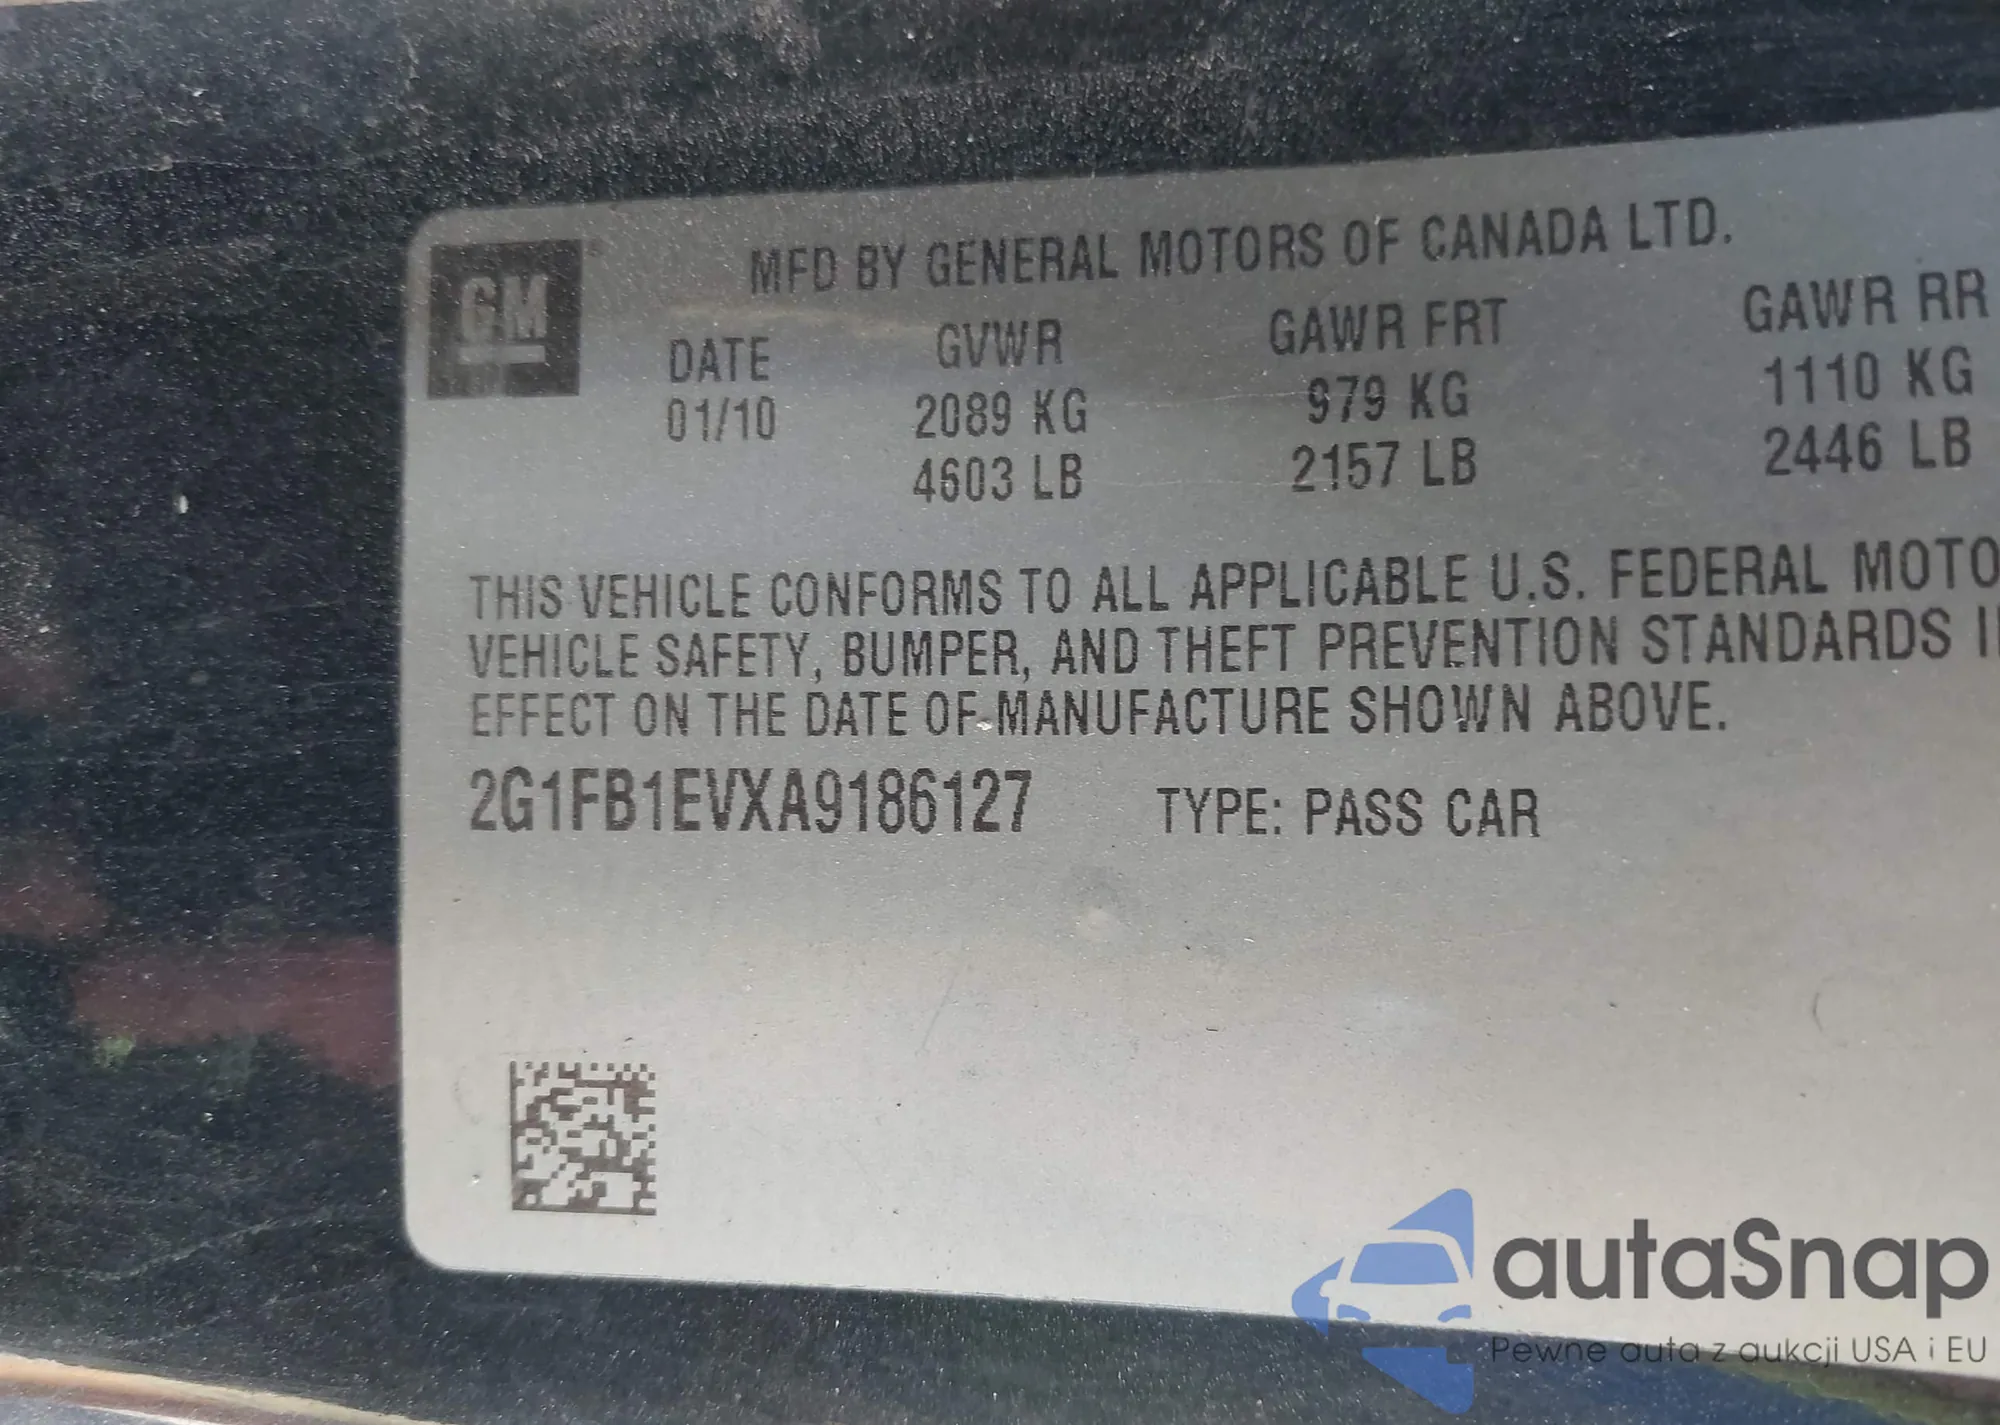 GM
MFD BY GENERAL MOTORS OF CANADA LTD.
DATE GVWR GAWR FRT GAWR RR
01/10 2089 KG 979 KG 1110 KG
4603 LB 2157 LB 2446 LB
THIS VEHICLE CONFORMS TO ALL APPLICABLE U.S. FEDERAL MOTO
VEHICLE SAFETY, BUMPER, AND THEFT PREVENTION STANDARDS
EFFECT ON THE DATE OF MANUFACTURE SHOWN ABOVE.
2G1FB1EVXA9186127 TYPE: PASS CAR
autaSnap
Pewne auta z aukcji USA i EU